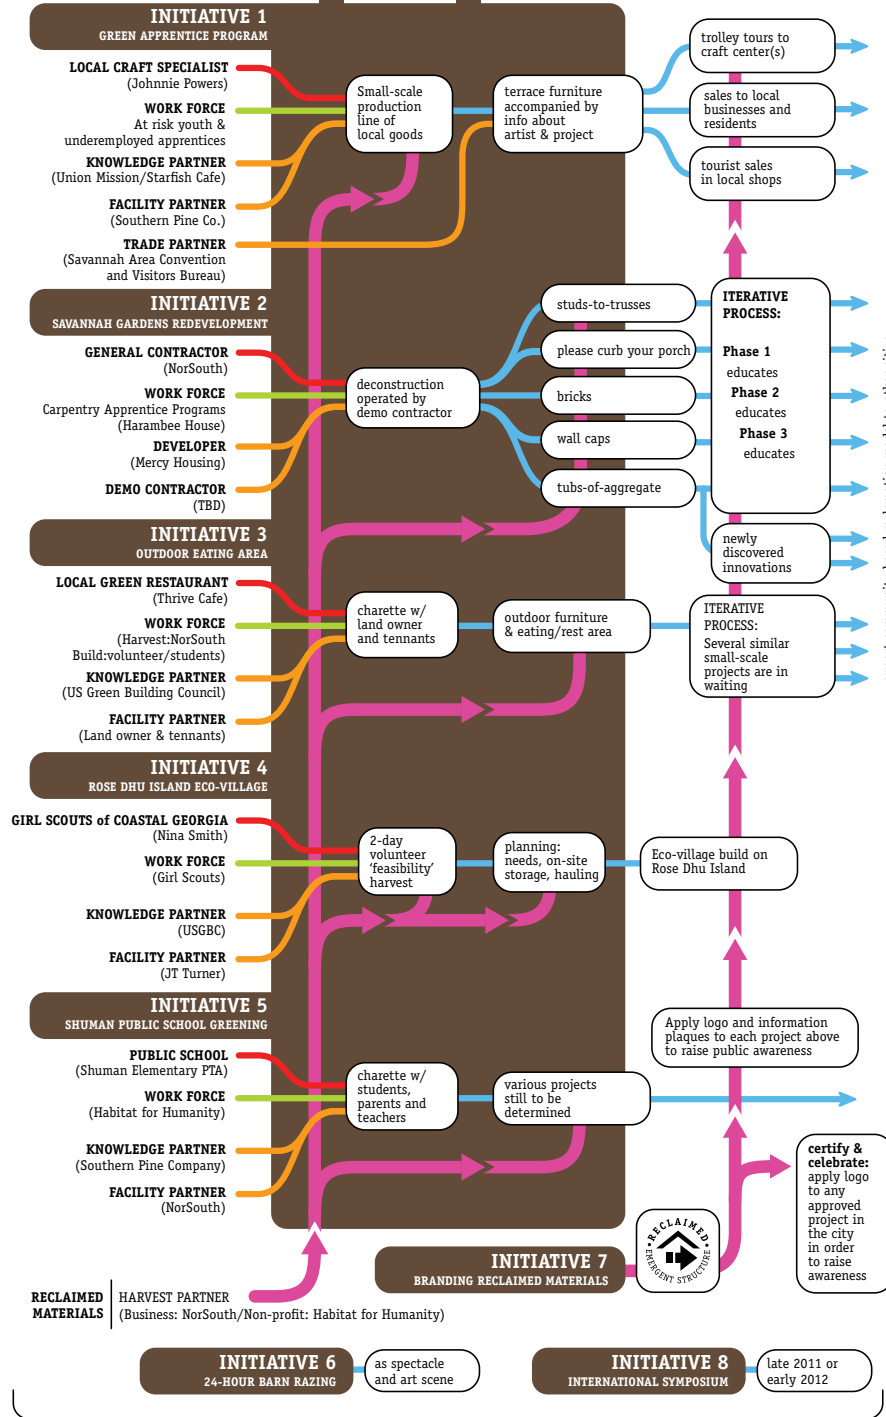 INITIATIVE 1
GREEN APPRENTICE PROGRAM
LOCAL CRAFT SPECIALIST
(Johnnie Powers)
WORK FORCE
At risk youth &
underemployed apprentices
KNOWLEDGE PARTNER
(Union Mission/Starfish Cafe)
FACILITY PARTNER
(Southern Pine Co.)
TRADE PARTNER
(Savannah Area Convention
and Visitors Bureau)
Small-scale
production
line of
local goods
terrace furniture
accompanied by
info about
artist & project
trolley tours to
craft center(s)
sales to local
businesses and
residents
tourist sales
in local shops
INITIATIVE 2
SAVANNAH GARDENS REDEVELOPMENT
GENERAL CONTRACTOR
(NorSouth)
WORK FORCE
Carpentry Apprentice Programs
(Harambee House)
DEVELOPER
(Mercy Housing)
DEMO CONTRACTOR
(TBD)
deconstruction
operated by
demo contractor
studs-to-trusses
please curb your porch
bricks
wall caps
tubs-of-aggregate
ITERATIVE
PROCESS:
Phase 1
educates
Phase 2
educates
Phase 3
educates
newly
discovered
innovations
INITIATIVE 3
OUTDOOR EATING AREA
LOCAL GREEN RESTAURANT
(Thrive Cafe)
WORK FORCE
(Harvest:NorSouth
Build:volunteer/students)
KNOWLEDGE PARTNER
(US Green Building Council)
FACILITY PARTNER
(Land owner & tennants)
charette w/
land owner
and tennants
outdoor furniture
& eating/rest area
ITERATIVE
PROCESS:
Several similar
small-scale
projects are in
waiting
INITIATIVE 4
ROSE DHU ISLAND ECO-VILLAGE
GIRL SCOUTS of COASTAL GEORGIA
(Nina Smith)
WORK FORCE
(Girl Scouts)
KNOWLEDGE PARTNER
(USGBC)
FACILITY PARTNER
(JT Turner)
2-day
volunteer
‘feasibility’
harvest
planning:
needs, on-site
storage, hauling
Eco-village build on
Rose Dhu Island
INITIATIVE 5
SHUMAN PUBLIC SCHOOL GREENING
PUBLIC SCHOOL
(Shuman Elementary PTA)
WORK FORCE
(Habitat for Humanity)
KNOWLEDGE PARTNER
(Southern Pine Company)
FACILITY PARTNER
(NorSouth)
charette w/
students,
parents and
teachers
various projects
still to be
determined
Apply logo and information
plaques to each project above
to raise public awareness
certify &
celebrate:
apply logo
to any
approved
project in
the city
in order
to raise
awareness
RECLAIMED
EMERGENT STRUCTURE
INITIATIVE 7
BRANDING RECLAIMED MATERIALS
RECLAIMED
MATERIALS
HARVEST PARTNER
(Business: NorSouth/Non-profit: Habitat for Humanity)
INITIATIVE 6
24-HOUR BARN RAZING
as spectacle
and art scene
INITIATIVE 8
INTERNATIONAL SYMPOSIUM
late 2011 or
early 2012